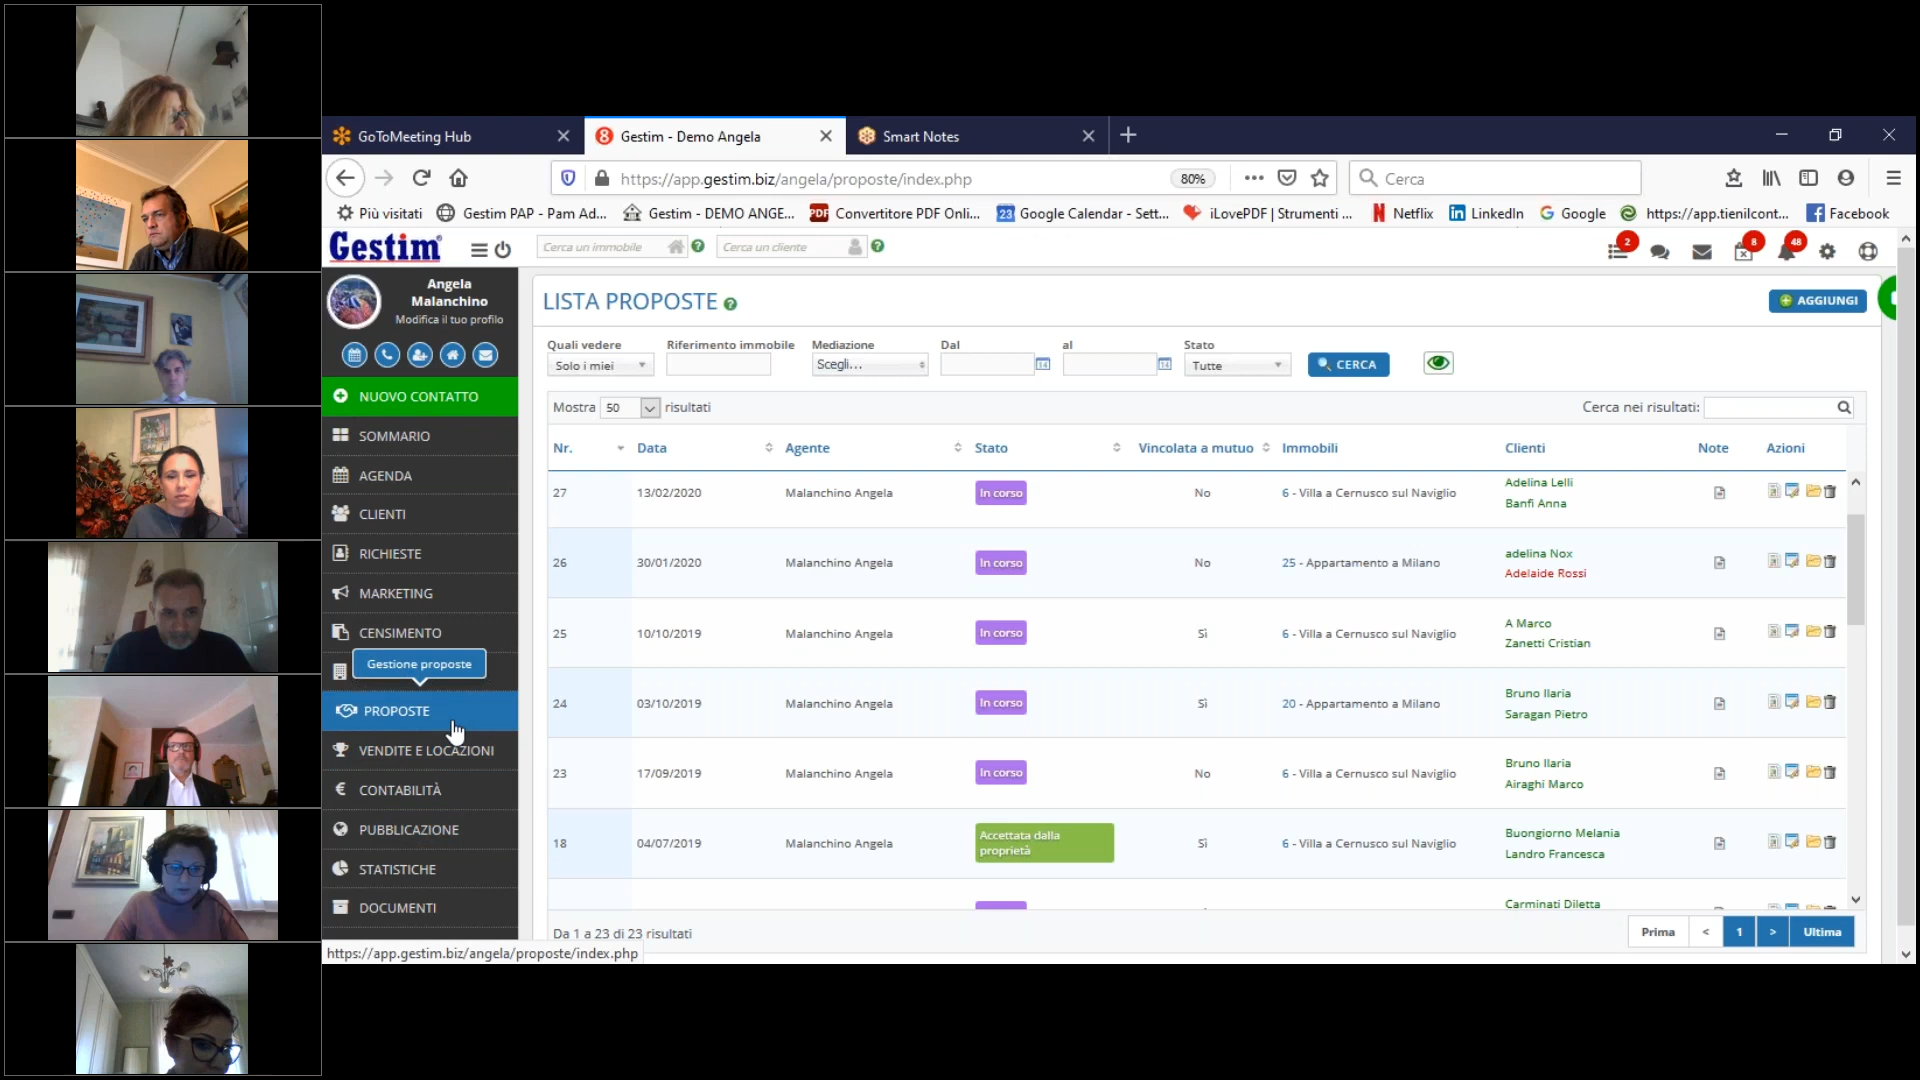 GoToMeeting Hub
Gestim - Demo Angela
Smart Notes
https://app.gestim.biz/angela/proposte/index.php
80%
Cerca
Più visitati
Gestim PAP - Pam Ad...
Gestim - DEMO ANGE...
PDF
Convertitore PDF Onli...
23
Google Calendar - Sett...
iLovePDF | Strumenti ...
Netflix
LinkedIn
Google
https://app.tienilcont...
Facebook
Gestim
Cerca un immobile
Cerca un cliente
2
8
48
Angela
Malanchino
Modifica il tuo profilo
NUOVO CONTATTO
SOMMARIO
AGENDA
CLIENTI
RICHIESTE
MARKETING
CENSIMENTO
Gestione proposte
PROPOSTE
VENDITE E LOCAZIONI
CONTABILITÀ
PUBBLICAZIONE
STATISTICHE
DOCUMENTI
LISTA PROPOSTE
AGGIUNGI
Quali vedere
Riferimento immobile
Mediazione
Dal
al
Stato
Solo i miei
Scegli...
Tutte
CERCA
Mostra 50 risultati
Cerca nei risultati:
Nr. Data Agente Stato Vincolata a mutuo Immobili Clienti Note Azioni
27 13/02/2020 Malanchino Angela In corso No 6 - Villa a Cernusco sul Naviglio Adelina Lelli
Banfi Anna
26 30/01/2020 Malanchino Angela In corso No 25 - Appartamento a Milano adelina Nox
Adelaide Rossi
25 10/10/2019 Malanchino Angela In corso Sì 6 - Villa a Cernusco sul Naviglio A Marco
Zanetti Cristian
24 03/10/2019 Malanchino Angela In corso Sì 20 - Appartamento a Milano Bruno Ilaria
Saragan Pietro
23 17/09/2019 Malanchino Angela In corso No 6 - Villa a Cernusco sul Naviglio Bruno Ilaria
Airaghi Marco
18 04/07/2019 Malanchino Angela Accettata dalla proprietà Sì 6 - Villa a Cernusco sul Naviglio Buongiorno Melania
Landro Francesca
Carminati Diletta
Da 1 a 23 di 23 risultati
Prima < 1 > Ultima
https://app.gestim.biz/angela/proposte/index.php